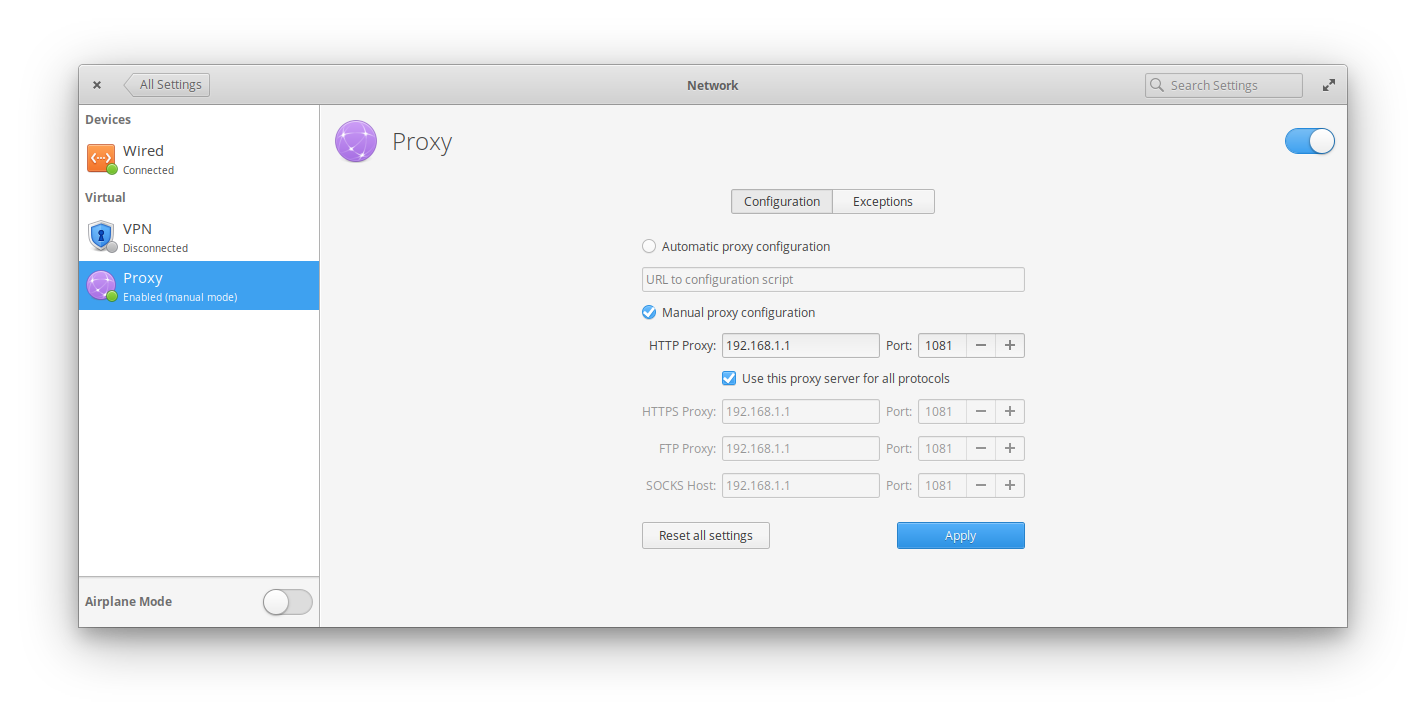 All Settings
Network
Search Settings
Devices
Wired
Connected
Virtual
VPN
Disconnected
Proxy
Enabled (manual mode)
Airplane Mode
Proxy
Configuration Exceptions
Automatic proxy configuration
URL to configuration script
Manual proxy configuration
HTTP Proxy: 192.168.1.1 Port: 1081
Use this proxy server for all protocols
HTTPS Proxy: 192.168.1.1 Port: 1081
FTP Proxy: 192.168.1.1 Port: 1081
SOCKS Host: 192.168.1.1 Port: 1081
Reset all settings Apply